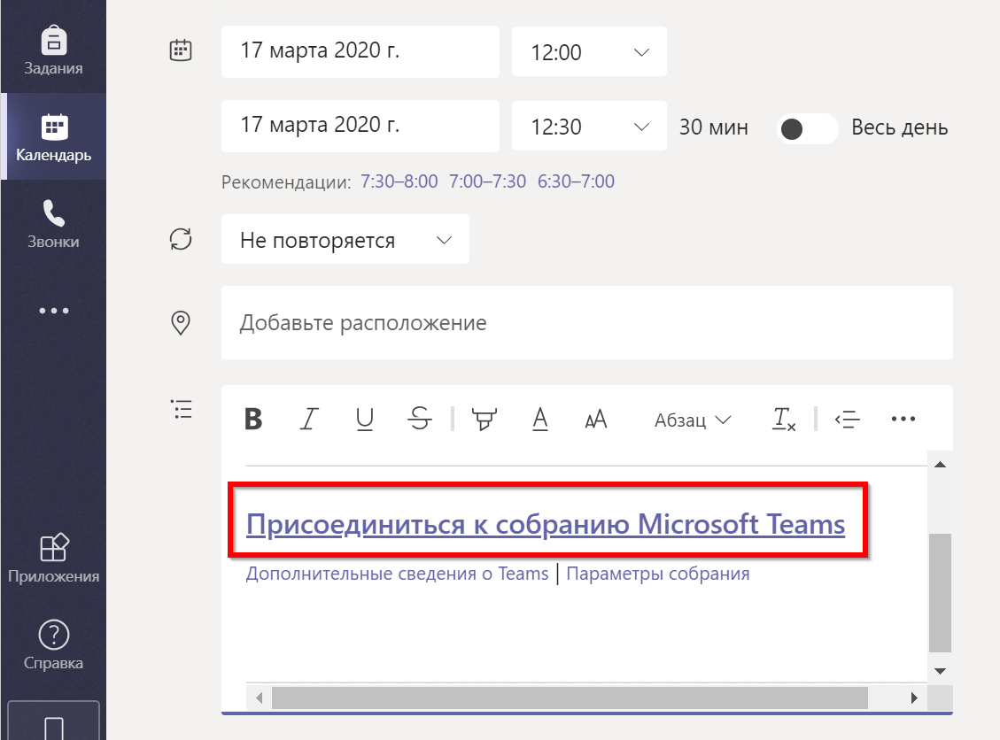 Задания
Календарь
Звонки
Приложения
Справка
17 марта 2020 г. 12:00
17 марта 2020 г. 12:30 30 мин Весь день
Рекомендации: 7:30–8:00 7:00–7:30 6:30–7:00
Не повторяется
Добавьте расположение
B I U S A AA Абзац Tx
Присоединиться к собранию Microsoft Teams
Дополнительные сведения о Teams | Параметры собрания